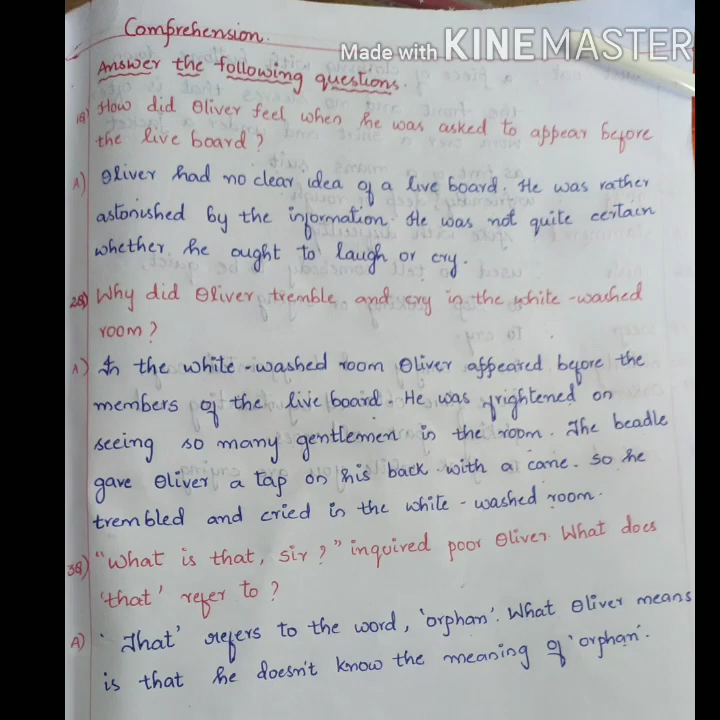 Comprehension.
Made with KINEMASTER
Answer the following questions.
1Q) How did Oliver feel when he was asked to appear before
the live board?
A) Oliver had no clear idea of a live board. He was rather
astonished by the information. He was not quite certain
whether he ought to laugh or cry.
2Q) Why did Oliver tremble and cry in the white-washed
room?
A) In the white-washed room Oliver appeared before the
members of the live board. He was frightened on
seeing so many gentlemen in the room. The beadle
gave Oliver a tap on his back with a cane. So he
trembled and cried in the white-washed room.
3Q) "What is that, sir?" inquired poor Oliver. What does
'that' refer to?
A) 'That' refers to the word, 'orphan'. What Oliver means
is that he doesn't know the meaning of 'orphan'.